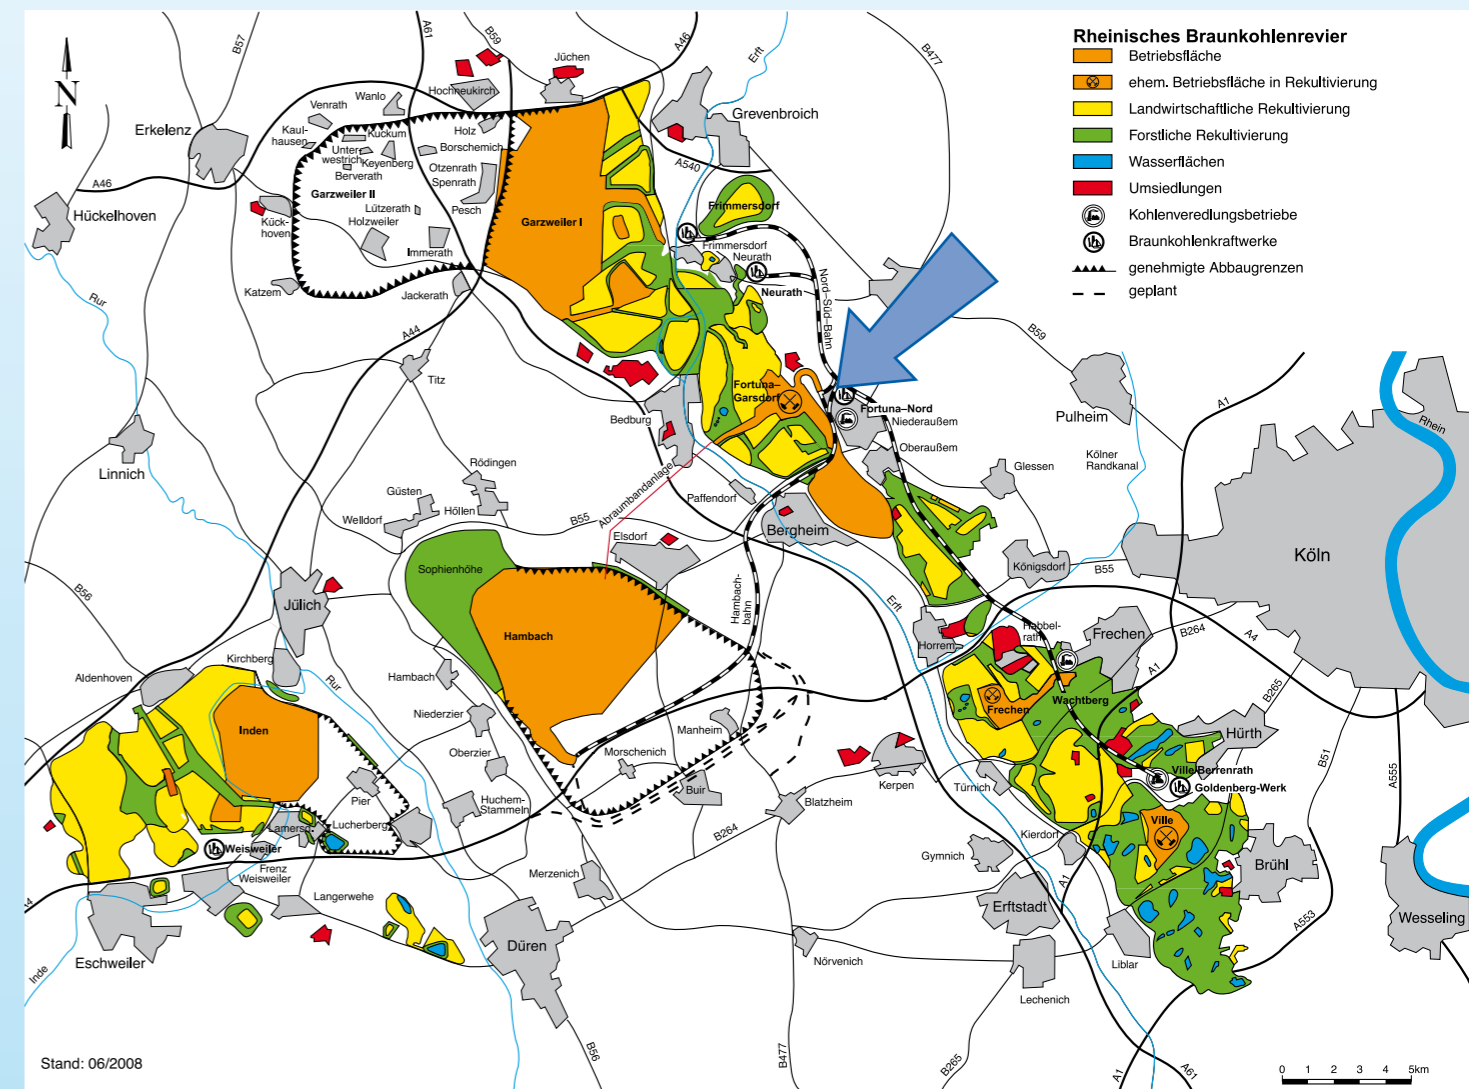 Rheinisches Braunkohlenrevier
Betriebsfläche
ehem. Betriebsfläche in Rekultivierung
Landwirtschaftliche Rekultivierung
Forstliche Rekultivierung
Wasserflächen
Umsiedlungen
Kohlenveredlungsbetriebe
Braunkohlenkraftwerke
genehmigte Abbaugrenzen
geplant
N
B57
A61
B59
A46
Erft
B477
Jüchen
Hochneukirch
Wanlo
Venrath
Grevenbroich
Erkelenz
Kaul-
hausen
Kuckum
Holz
Unter-
westrich
Keyenberg
Borschemich
Berverath
Otzenrath
Spenrath
A540
A46
Garzweiler II
Lützerath
Holzweiler
Pesch
Garzweiler I
Frimmersdorf
Hückelhoven
Kück-
hoven
Immerath
Frimmersdorf
Neurath
Katzem
Jackerath
Neurath
Nord-Süd-Bahn
Rur
A44
B59
Titz
Fortuna-
Garsdorf
Bedburg
Fortuna-Nord
Niederaußem
Pulheim
A1
Rhein
Oberaußem
Linnich
Rödingen
Glessen
Kölner
Randkanal
Güsten
Höllen
Welldorf
Abraumbandanlage
Paffendorf
B55
Elsdorf
Bergheim
Köln
Sophienhöhe
Königsdorf
B55
B56
Jülich
Hambach-
bahn
Erft
Hambach
Habbel-
rath
Horrem
Frechen
B264
A4
Kirchberg
Aldenhoven
Rur
Hambach
A1
B265
Niederzier
Frechen
Wachtberg
Inden
Manheim
Hürth
Oberzier
Morschenich
B51
A555
Ville/Berrenrath
Kerpen
Türnich
Goldenberg-Werk
Pier
Huchem-
Stammeln
Buir
Blatzheim
Lamersd.
Lucherberg
B264
Kierdorf
Ville
Weisweiler
Gymnich
Brühl
Frenz
Weisweiler
Merzenich
A1
Langerwehe
A4
Erftstadt
Wesseling
A553
Düren
Eschweiler
Nörvenich
Liblar
Inde
Lechenich
B56
B477
B265
A1
A61
Stand: 06/2008
0 1 2 3 4 5km